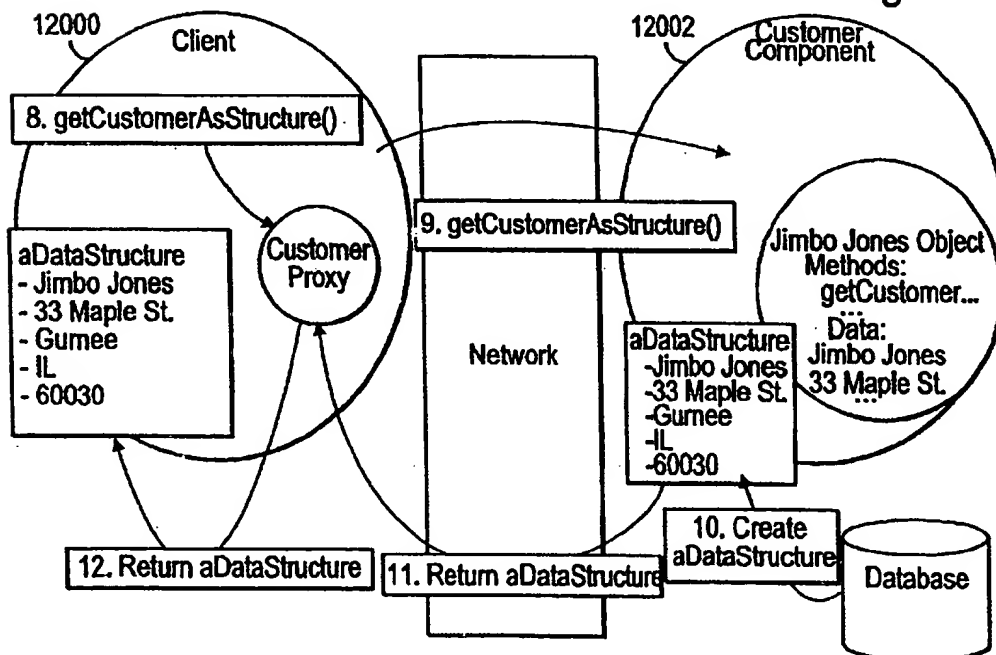 12000
Client
8. getCustomerAsStructure()
Customer
Proxy
aDataStructure
- Jimbo Jones
- 33 Maple St.
- Gurnee
- IL
- 60030
12. Return aDataStructure
Network
9. getCustomerAsStructure()
11. Return aDataStructure
12002
Customer
Component
Jimbo Jones Object
Methods:
getCustomer...
...
Data:
Jimbo Jones
33 Maple St.
...
aDataStructure
-Jimbo Jones
-33 Maple St.
-Gurnee
-IL
-60030
10. Create
aDataStructure
Database